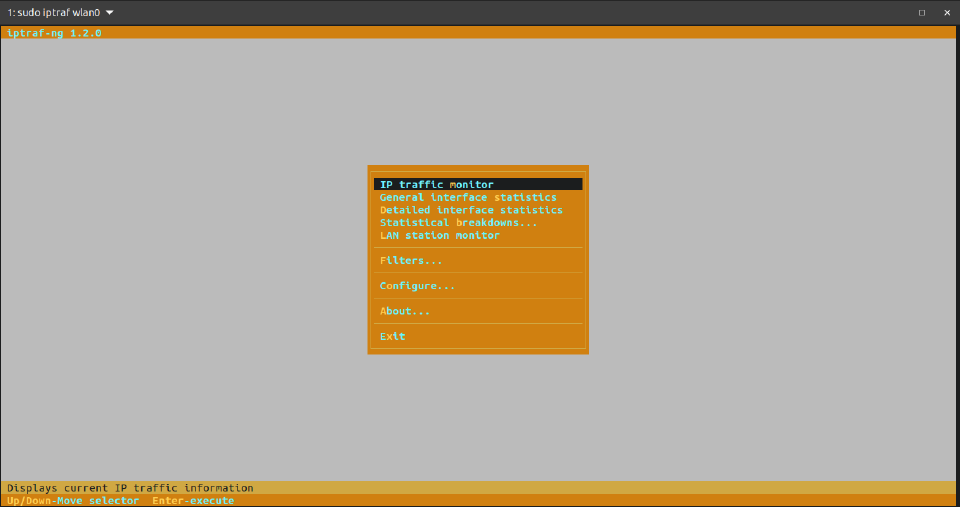 1: sudo iptraf wlan0
iptraf-ng 1.2.0
IP traffic monitor
General interface statistics
Detailed interface statistics
Statistical breakdowns...
LAN station monitor
Filters...
Configure...
About...
Exit
Displays current IP traffic information
Up/Down-Move selector  Enter-execute